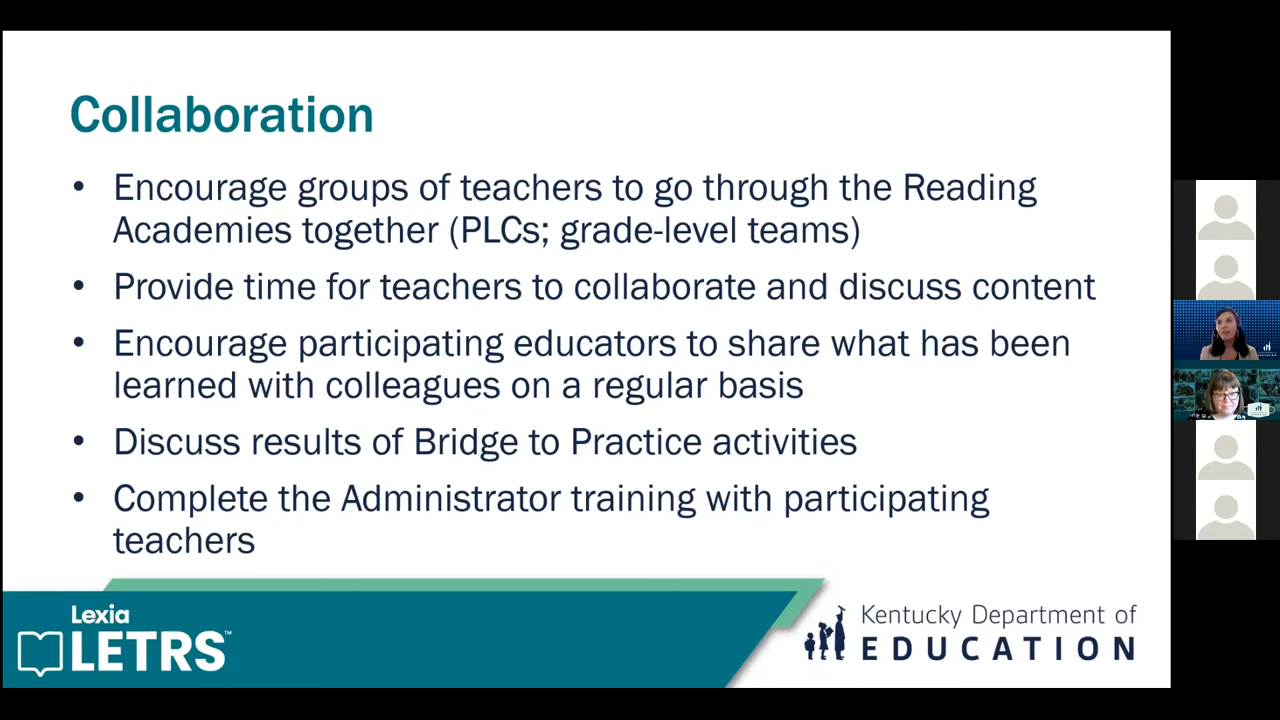 Collaboration
• Encourage groups of teachers to go through the Reading
Academies together (PLCs; grade-level teams)
• Provide time for teachers to collaborate and discuss content
• Encourage participating educators to share what has been
learned with colleagues on a regular basis
• Discuss results of Bridge to Practice activities
• Complete the Administrator training with participating
teachers
Lexia
LETRS™
Kentucky Department of
EDUCATION